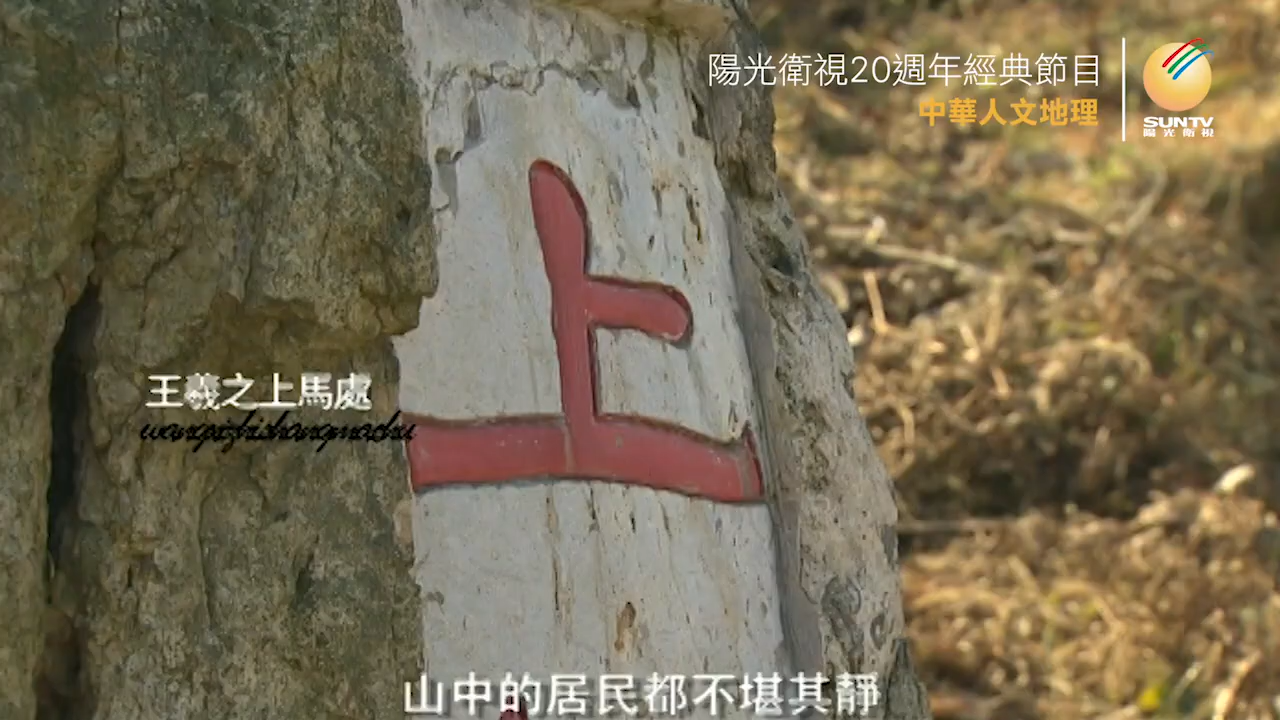 陽光衛視20週年經典節目
中華人文地理
SUNTV
陽光衛視
上
王羲之上馬處
wangxizhishangmachu
山中的居民都不堪其靜